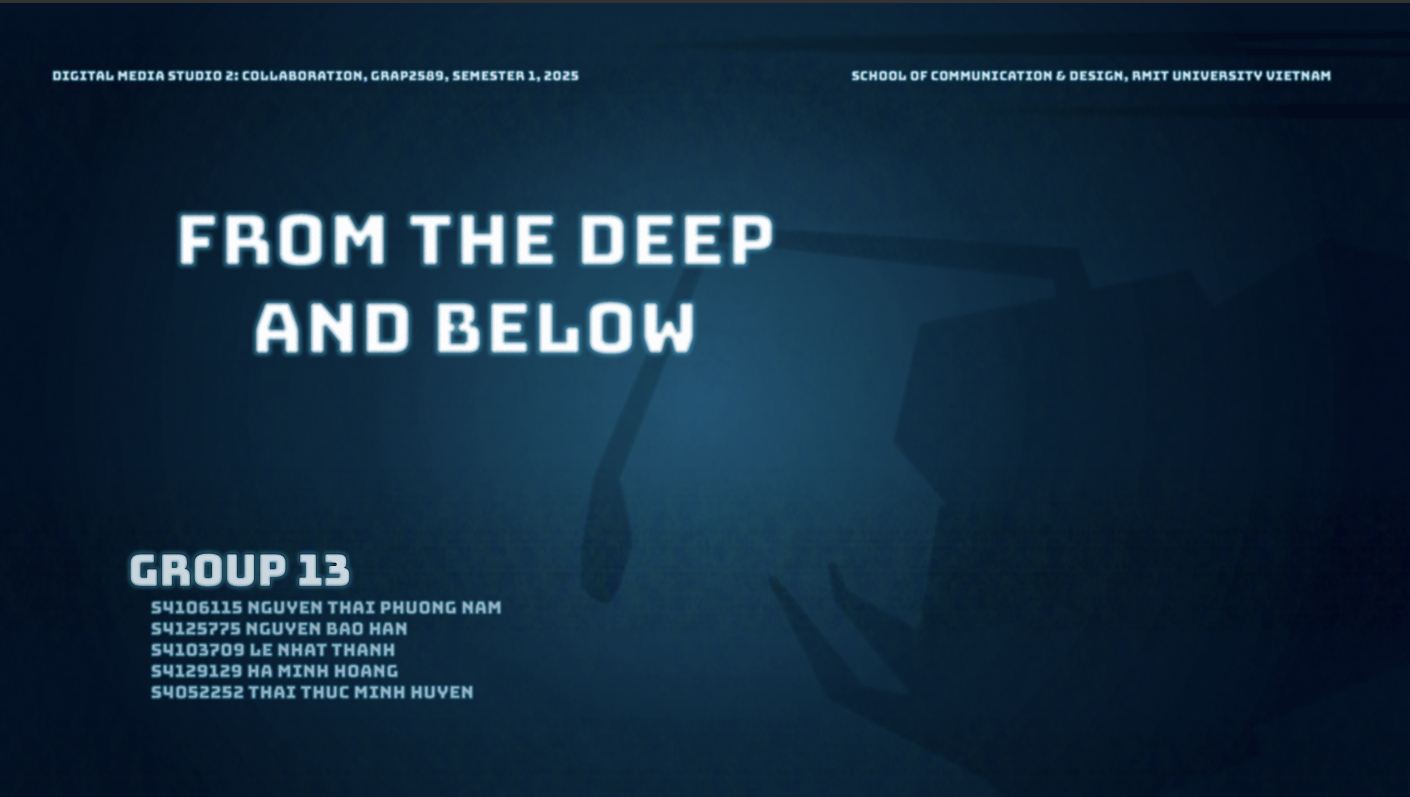 DIGITAL MEDIA STUDIO 2: COLLABORATION, GRAP2589, SEMESTER 1, 2025
SCHOOL OF COMMUNICATION & DESIGN, RMIT UNIVERSITY VIETNAM
FROM THE DEEP
AND BELOW
GROUP 13
S4106115 NGUYEN THAI PHUONG NAM
S4125775 NGUYEN BAO HAN
S4103709 LE NHAT THANH
S4129129 HA MINH HOANG
S4052252 THAI THUC MINH HUYEN